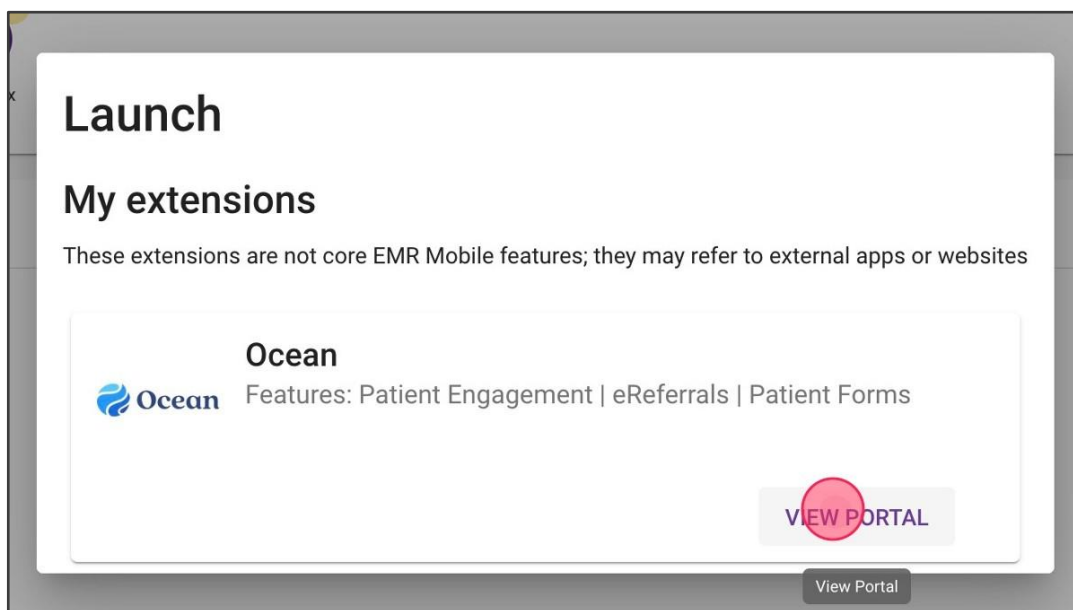 x
Launch
My extensions
These extensions are not core EMR Mobile features; they may refer to external apps or websites
Ocean
Ocean
Features: Patient Engagement | eReferrals | Patient Forms
VIEW PORTAL
View Portal